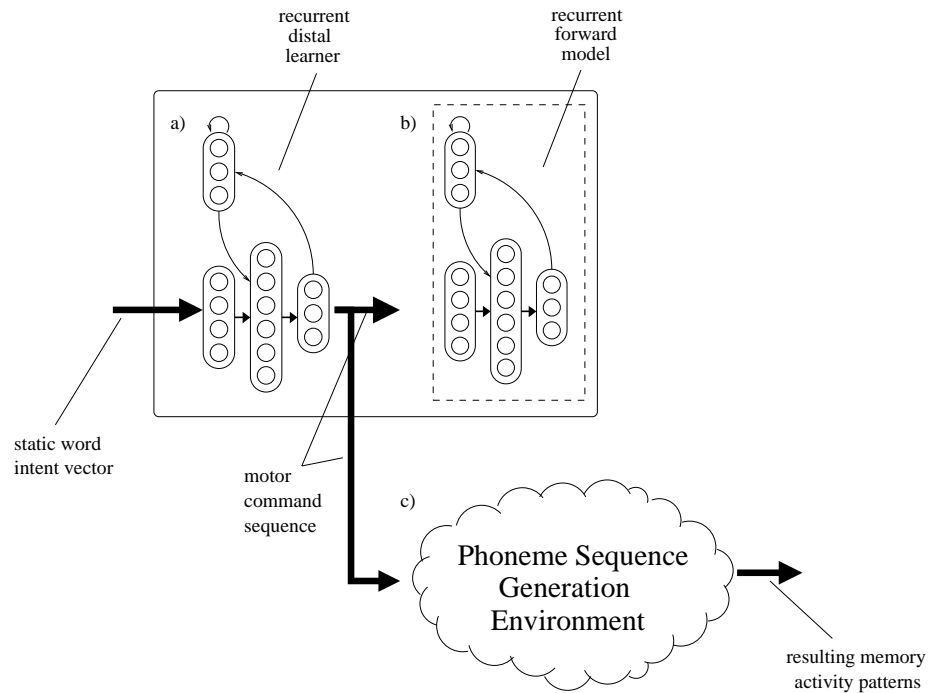 recurrent
distal
learner
recurrent
forward
model
a)
b)
static word
intent vector
motor
command
sequence
c)
Phoneme Sequence
Generation
Environment
resulting memory
activity patterns